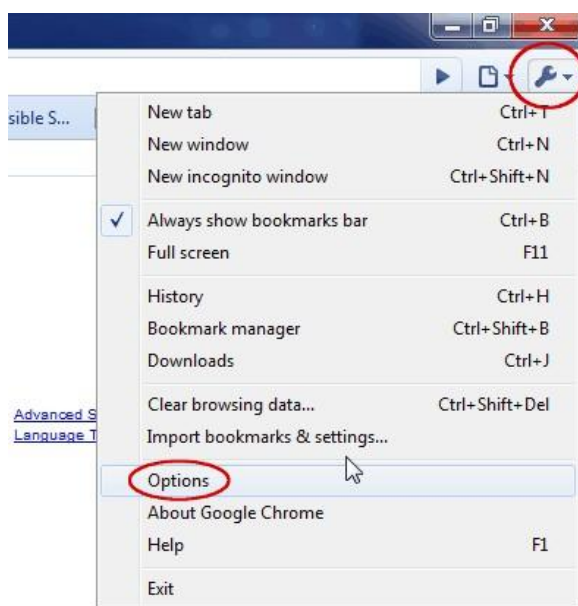 sible S...
New tab Ctrl+T
New window Ctrl+N
New incognito window Ctrl+Shift+N
Always show bookmarks bar Ctrl+B
Full screen F11
History Ctrl+H
Bookmark manager Ctrl+Shift+B
Downloads Ctrl+J
Clear browsing data... Ctrl+Shift+Del
Advanced S
Import bookmarks & settings...
Language T
Options
About Google Chrome
Help F1
Exit